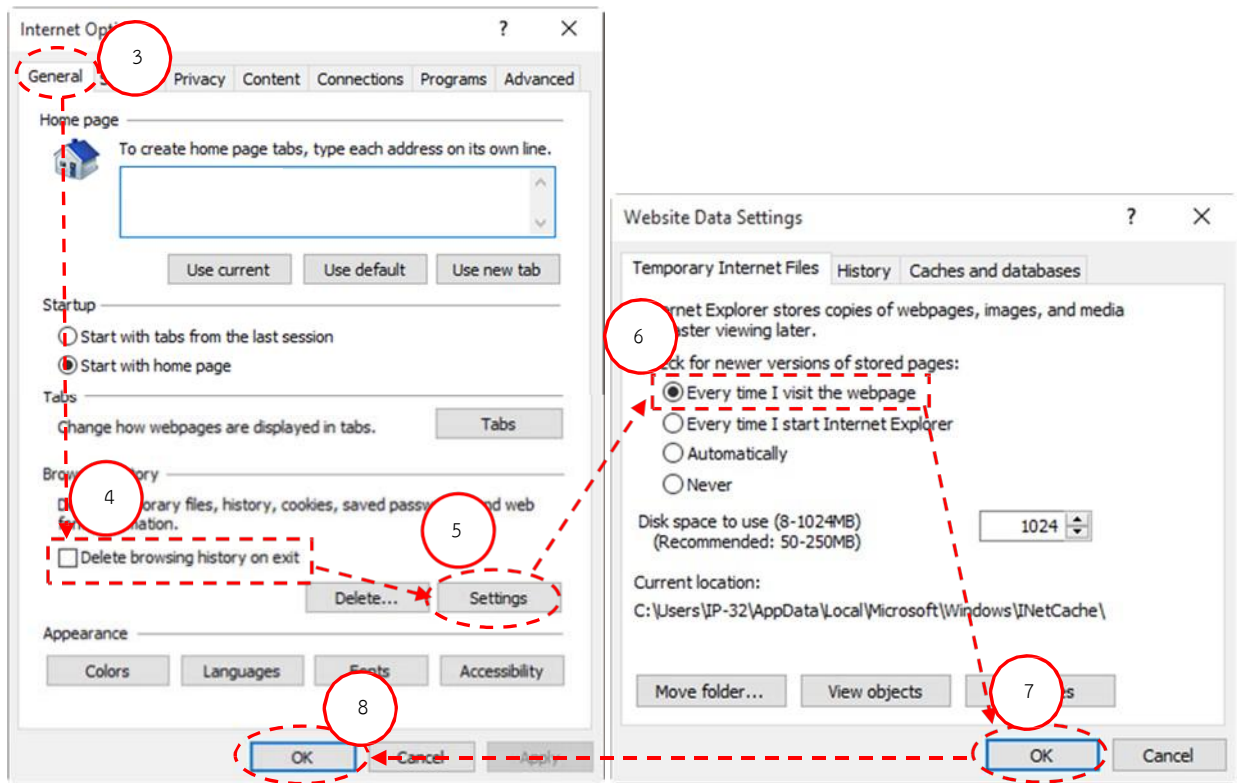 Internet Opti
? ×
3
General S Privacy Content Connections Programs Advanced
Home page
To create home page tabs, type each address on its own line.
Use current Use default Use new tab
Startup
Start with tabs from the last session
Start with home page
Tabs
Change how webpages are displayed in tabs.
Tabs
Brow ory
4
D orary files, history, cookies, saved passw nd web
for ation.
5
Delete browsing history on exit
Delete... Settings
Appearance
Colors Languages Fonts Accessibility
8
OK Cancel Apply
Website Data Settings
? ×
Temporary Internet Files History Caches and databases
rnet Explorer stores copies of webpages, images, and media
aster viewing later.
6
ck for newer versions of stored pages:
Every time I visit the webpage
Every time I start Internet Explorer
Automatically
Never
Disk space to use (8-1024MB)
(Recommended: 50-250MB)
1024
Current location:
C:\Users\IP-32\AppData\Local\Microsoft\Windows\INetCache\
Move folder... View objects es
7
OK Cancel